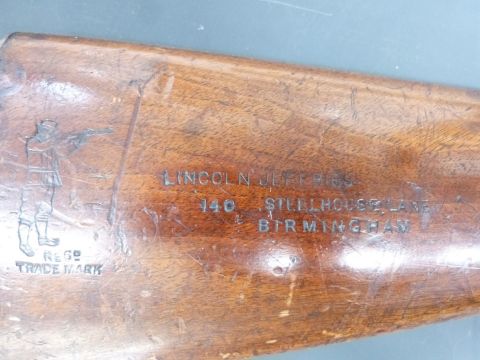 LINCOLN JEFFRIES
140 STEELHOUSE LANE
BIRMINGHAM
REGD
TRADE MARK